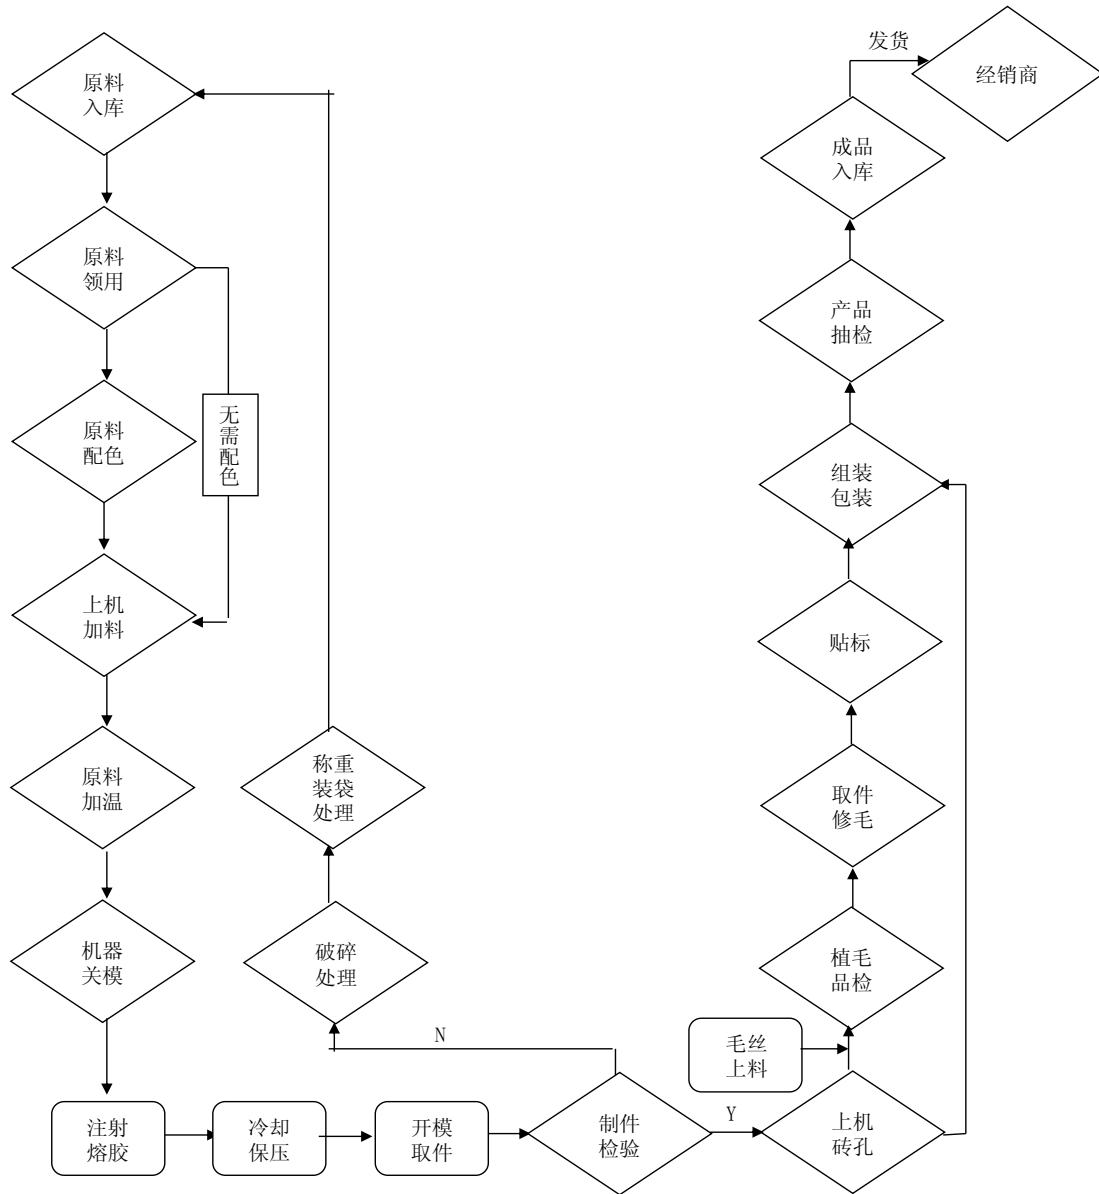 原料
入库
原料
领用
原料
配色
无
需
配
色
上机
加料
原料
加温
机器
关模
注射
熔胶
冷却
保压
开模
取件
制件
检验
N
破碎
处理
称重
装袋
处理
Y
上机
砖孔
毛丝
上料
植毛
品检
取件
修毛
贴标
组装
包装
产品
抽检
成品
入库
发货
经销商